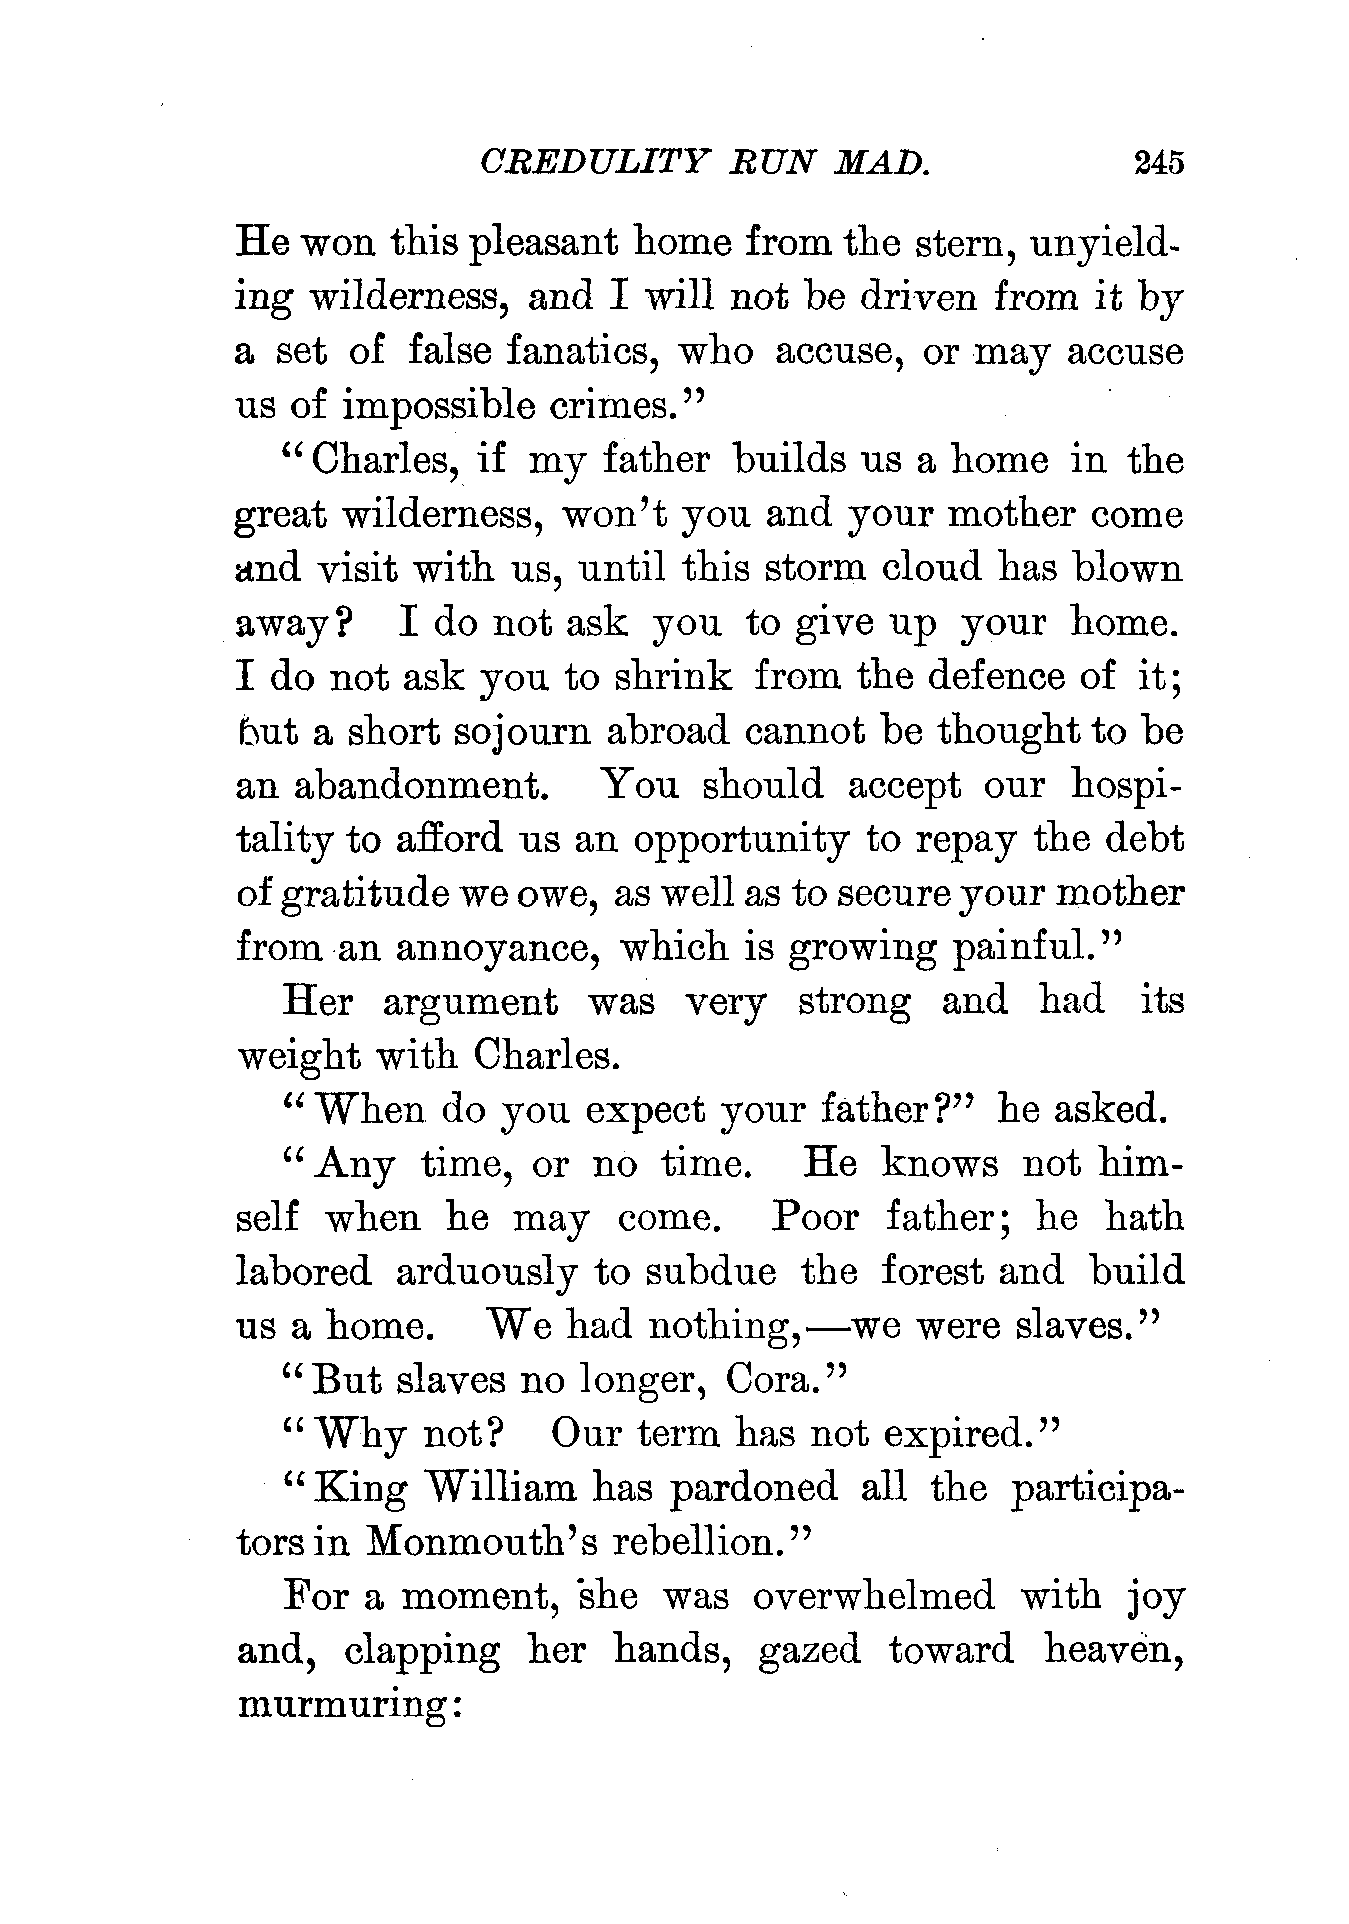 CREDULITY RUN MAD. 245
He won this pleasant home from the stern, unyield-
ing wilderness, and I will not be driven from it by
a set of false fanatics, who accuse, or may accuse
us of impossible crimes."
"Charles, if my father builds us a home in the
great wilderness, won't you and your mother come
and visit with us, until this storm cloud has blown
away? I do not ask you to give up your home.
I do not ask you to shrink from the defence of it;
but a short sojourn abroad cannot be thought to be
an abandonment. You should accept our hospi-
tality to afford us an opportunity to repay the debt
of gratitude we owe, as well as to secure your mother
from an annoyance, which is growing painful."
Her argument was very strong and had its
weight with Charles.
"When do you expect your father?" he asked.
"Any time, or no time. He knows not him-
self when he may come. Poor father; he hath
labored arduously to subdue the forest and build
us a home. We had nothing,—we were slaves."
"But slaves no longer, Cora."
"Why not? Our term has not expired."
"King William has pardoned all the participa-
tors in Monmouth's rebellion."
For a moment, she was overwhelmed with joy
and, clapping her hands, gazed toward heaven,
murmuring: